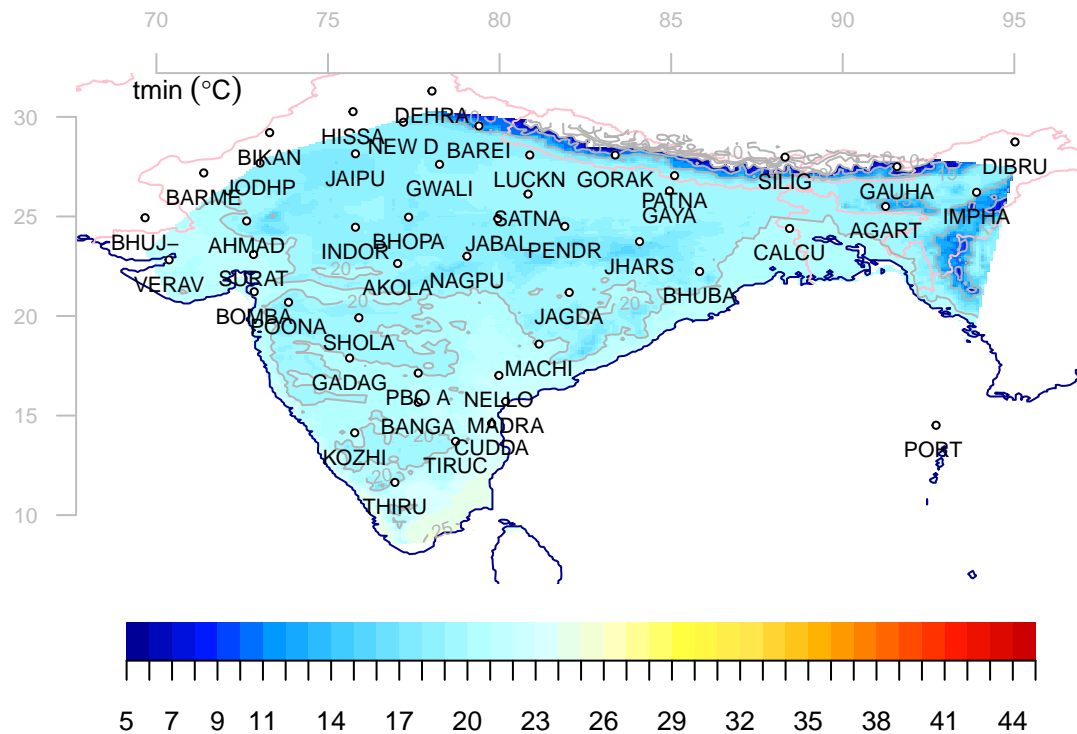 70 75 80 85 90 95
tmin (°C)
30
25
20
15
10
DEHRA
HISSA
NEW D
BAREI
BIKAN
JODHP
JAIPU
GWALI
LUCKN
GORAK
SILIG
DIBRU
BARME
PATNA
GAUHA
GAYA
SATNA
IMPHA
BHUJ–
AHMAD
INDOR
BHOPA
JABAL
PENDR
AGART
CALCU
VERAV
SURAT
AKOLA
NAGPU
JHARS
BHUBA
BOMBA
POONA
JAGDA
SHOLA
MACHI
GADAG
PBO A
NELLO
BANGA
MADRA
CUDDA
KOZHI
TIRUC
PORT
THIRU
20
20
20
20
20
25
5 7 9 11 14 17 20 23 26 29 32 35 38 41 44